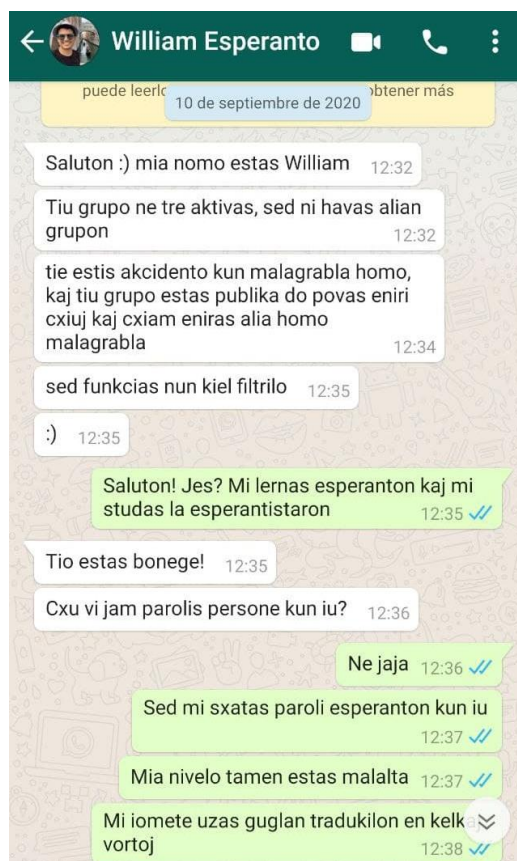 William Esperanto
puede leerlo obtener más
10 de septiembre de 2020
Saluton :) mia nomo estas William 12:32
Tiu grupo ne tre aktivas, sed ni havas alian
grupon 12:32
tie estis akcidento kun malagrabla homo,
kaj tiu grupo estas publika do povas eniri
cxiuj kaj cxiam eniras alia homo
malagrabla 12:34
sed funkcias nun kiel filtrilo 12:35
:) 12:35
Saluton! Jes? Mi lernas esperanton kaj mi
studas la esperantistaron 12:35
Tio estas bonege! 12:35
Cxu vi jam parolis persone kun iu? 12:36
Ne jaja 12:36
Sed mi sxatas paroli esperanton kun iu
12:37
Mia nivelo tamen estas malalta 12:37
Mi iomete uzas guglan tradukilon en
vortoj 12:38